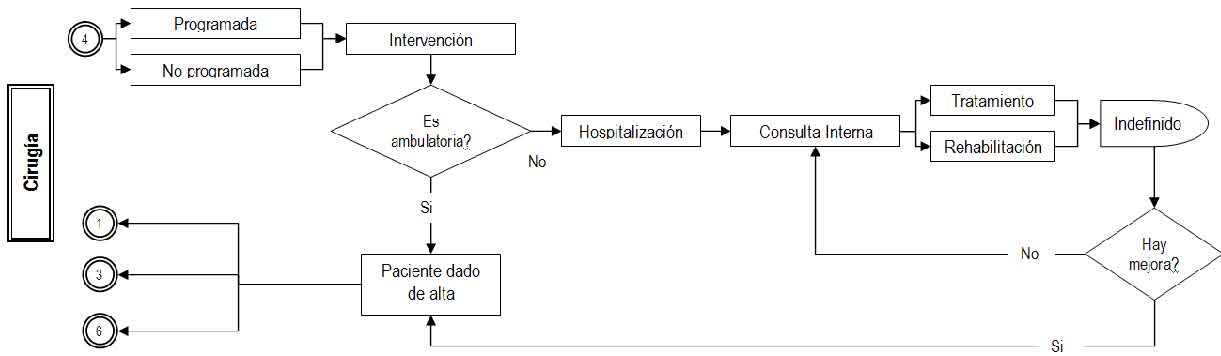 Cirugía
4
Programada
No programada
Intervención
Es
ambulatoria?
No
Si
Hospitalización
Consulta Interna
Tratamiento
Rehabilitación
Indefinido
Hay
mejora?
No
Si
Paciente dado
de alta
1
3
6